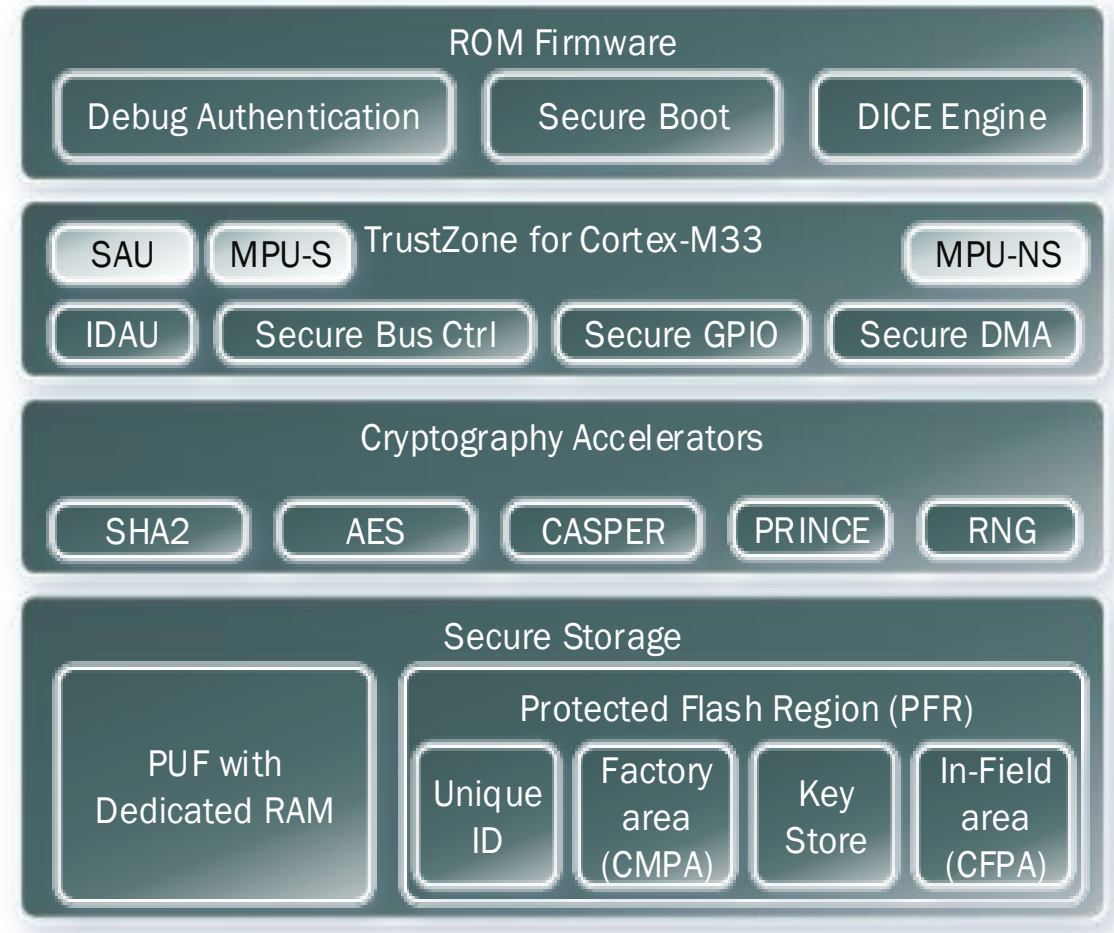 ROM Firmware
Debug Authentication
Secure Boot
DICE Engine
SAU
MPU-S
TrustZone for Cortex-M33
MPU-NS
IDAU
Secure Bus Ctrl
Secure GPIO
Secure DMA
Cryptography Accelerators
SHA2
AES
CASPER
PRINCE
RNG
Secure Storage
PUF with
Dedicated RAM
Protected Flash Region (PFR)
Unique
ID
Factory
area
(CMPA)
Key
Store
In-Field
area
(CFPA)